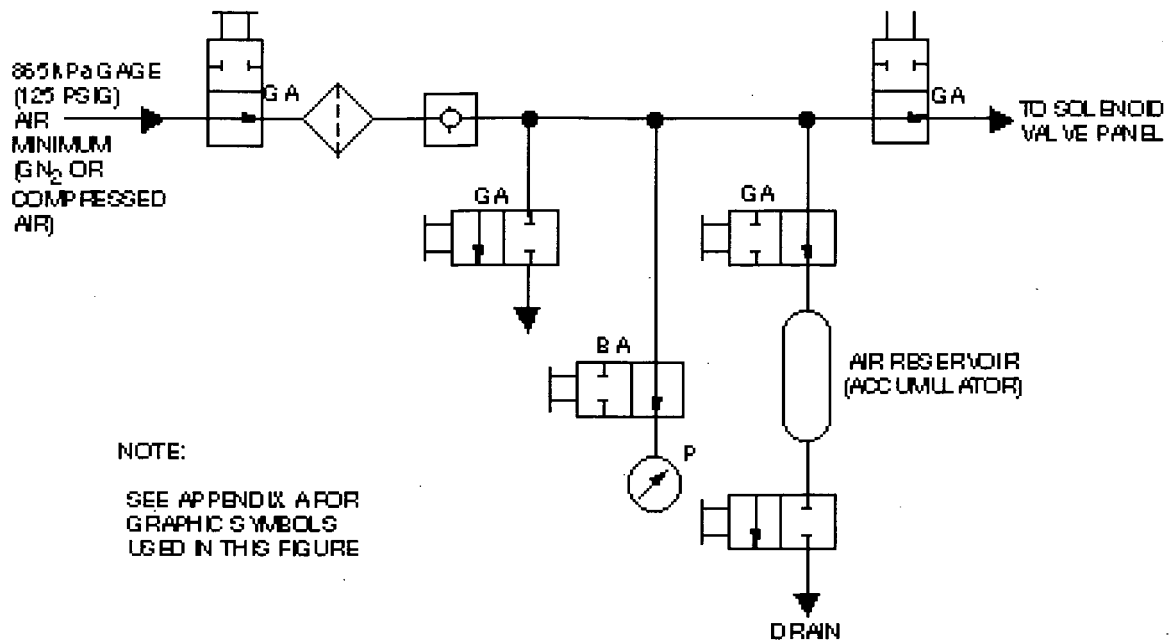 865 kPa GAGE
(125 PSIG)
AIR
MINIMUM
(GN2 OR
COMPRESSED
AIR)
GA
GA
TO SOLENOID
VALVE PANEL
GA
GA
BA
AIR RESERVOIR
(ACCUMULATOR)
P
NOTE:
SEE APPENDIX A FOR
GRAPHIC SYMBOLS
USED IN THIS FIGURE
DRAIN